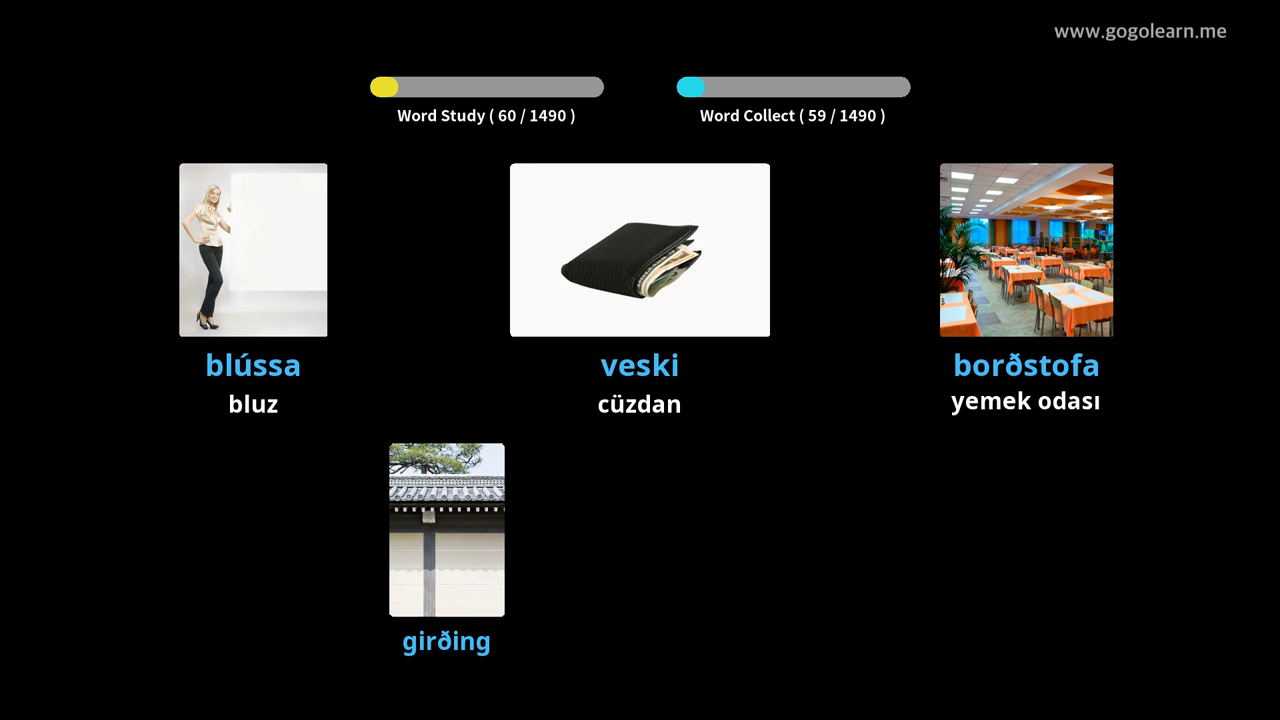 www.gogolearn.me
Word Study ( 60 / 1490 )
Word Collect ( 59 / 1490 )
blússa
veski
borðstofa
bluz
cüzdan
yemek odası
girðing